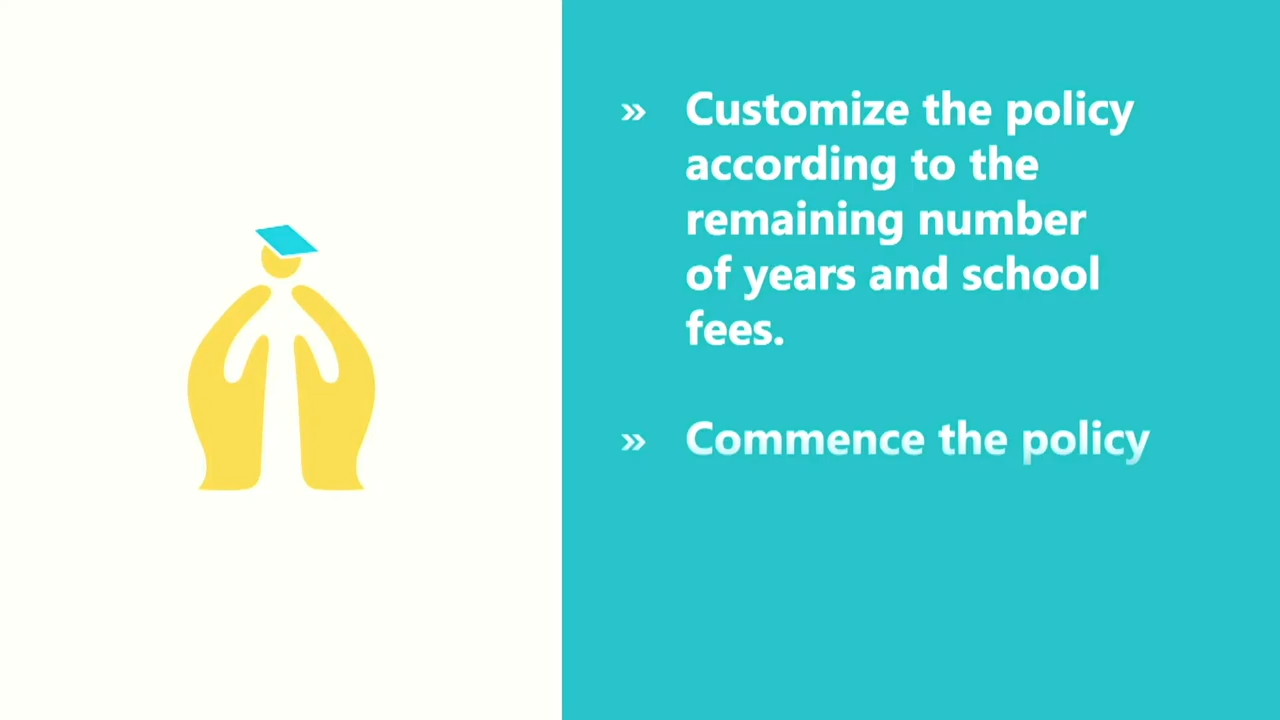 » Customize the policy
according to the
remaining number
of years and school
fees.
» Commence the policy